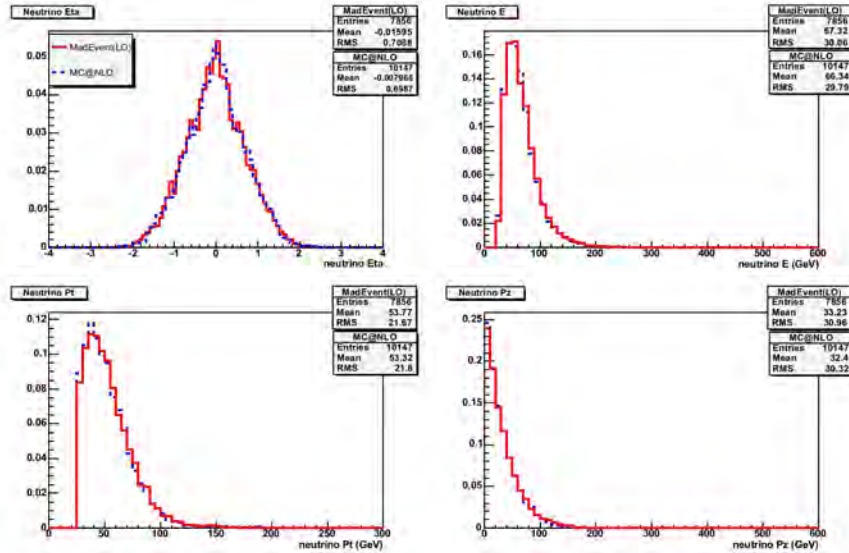 Neutrino Eta
MadEvent(LO)
Entries 7856
Mean -0.01595
RMS 0.7068
MC@NLO
Entries 10147
Mean -0.007966
RMS 0.6987
MadEvent(LO)
MC@NLO
0.05
0.04
0.03
0.02
0.01
0
-4 -3 -2 -1 0 1 2 3 4
neutrino Eta
Neutrino E
MadEvent(LO)
Entries 7856
Mean 67.32
RMS 30.06
MC@NLO
Entries 10147
Mean 66.34
RMS 29.79
0.16
0.14
0.12
0.1
0.08
0.06
0.04
0.02
0
0 100 200 300 400 500 600
neutrino E (GeV)
Neutrino Pt
MadEvent(LO)
Entries 7856
Mean 53.77
RMS 21.67
MC@NLO
Entries 10147
Mean 53.32
RMS 21.6
0.12
0.1
0.08
0.06
0.04
0.02
0
0 50 100 150 200 250 300
neutrino Pt (GeV)
Neutrino Pz
MadEvent(LO)
Entries 7856
Mean 33.23
RMS 30.96
MC@NLO
Entries 10147
Mean 32.4
RMS 30.32
0.25
0.2
0.15
0.1
0.05
0
0 100 200 300 400 500 600
neutrino Pz (GeV)